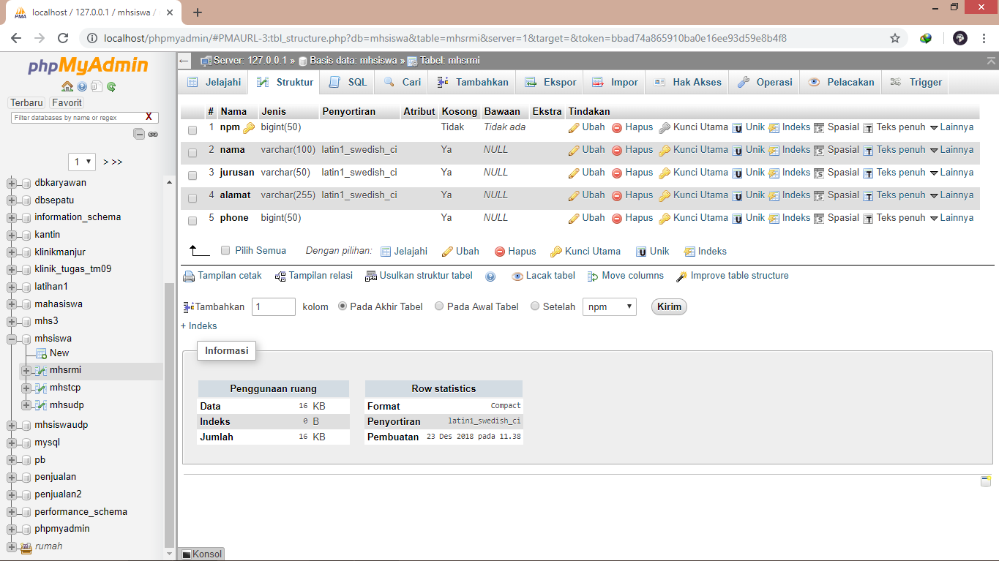 localhost / 127.0.0.1 / mhsiswa /
localhost/phpmyadmin/#PMAURL-3:tbl_structure.php?db=mhsiswa&table=mhsrmi&server=1&target=&token=bbad74a865910ba0e16ee93d59e8b4f8
phpMyAdmin
Terbaru Favorit
Filter databases by name or regex X
1 > >>
dbkaryawan
dbsepatu
information_schema
kantin
klinikmanjur
klinik_tugas_tm09
latihan1
mahasiswa
mhs3
mhsiswa
New
mhsrmi
mhstcp
mhsudp
mhsiswaudp
mysql
pb
penjualan
penjualan2
performance_schema
phpmyadmin
rumah
Server: 127.0.0.1 » Basis data: mhsiswa » Tabel: mhsrmi
Jelajahi Struktur SQL Cari Tambahkan Ekspor Impor Hak Akses Operasi Pelacakan Trigger
# Nama Jenis Penyortiran Atribut Kosong Bawaan Ekstra Tindakan
1 npm bigint(50) Tidak Tidak ada Ubah Hapus Kunci Utama Unik Indeks Spasial Teks penuh Lainnya
2 nama varchar(100) latin1_swedish_ci Ya NULL Ubah Hapus Kunci Utama Unik Indeks Spasial Teks penuh Lainnya
3 jurusan varchar(50) latin1_swedish_ci Ya NULL Ubah Hapus Kunci Utama Unik Indeks Spasial Teks penuh Lainnya
4 alamat varchar(255) latin1_swedish_ci Ya NULL Ubah Hapus Kunci Utama Unik Indeks Spasial Teks penuh Lainnya
5 phone bigint(50) Ya NULL Ubah Hapus Kunci Utama Unik Indeks Spasial Teks penuh Lainnya
Pilih Semua Dengan pilihan: Jelajahi Ubah Hapus Kunci Utama Unik Indeks
Tampilan cetak Tampilan relasi Usulkan struktur tabel Lacak tabel Move columns Improve table structure
Tambahkan 1 kolom Pada Akhir Tabel Pada Awal Tabel Setelah npm Kirim
+ Indeks
Informasi
Penggunaan ruang
Data 16 KB
Indeks 0 B
Jumlah 16 KB
Row statistics
Format Compact
Penyortiran latin1_swedish_ci
Pembuatan 23 Des 2018 pada 11.38
Konsol